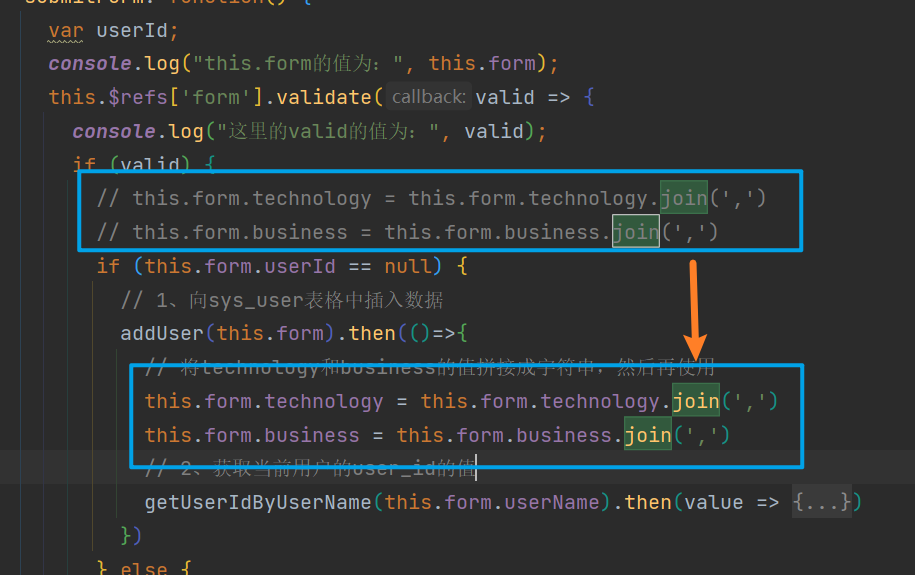 submitForm: function() {
var userId;
console.log("this.form的值为: ", this.form);
this.$refs['form'].validate( callback: valid => {
console.log("这里的valid的值为: ", valid);
if (valid) {
// this.form.technology = this.form.technology.join(',')
// this.form.business = this.form.business.join(',')
if (this.form.userId == null) {
// 1、向sys_user表格中插入数据
addUser(this.form).then(()=>{
// 将technology和business的值拼接成字符串，然后再使用
this.form.technology = this.form.technology.join(',')
this.form.business = this.form.business.join(',')
// 2、获取当前用户的user_id的值
getUserIdByUserName(this.form.userName).then(value => {...})
})
} else {